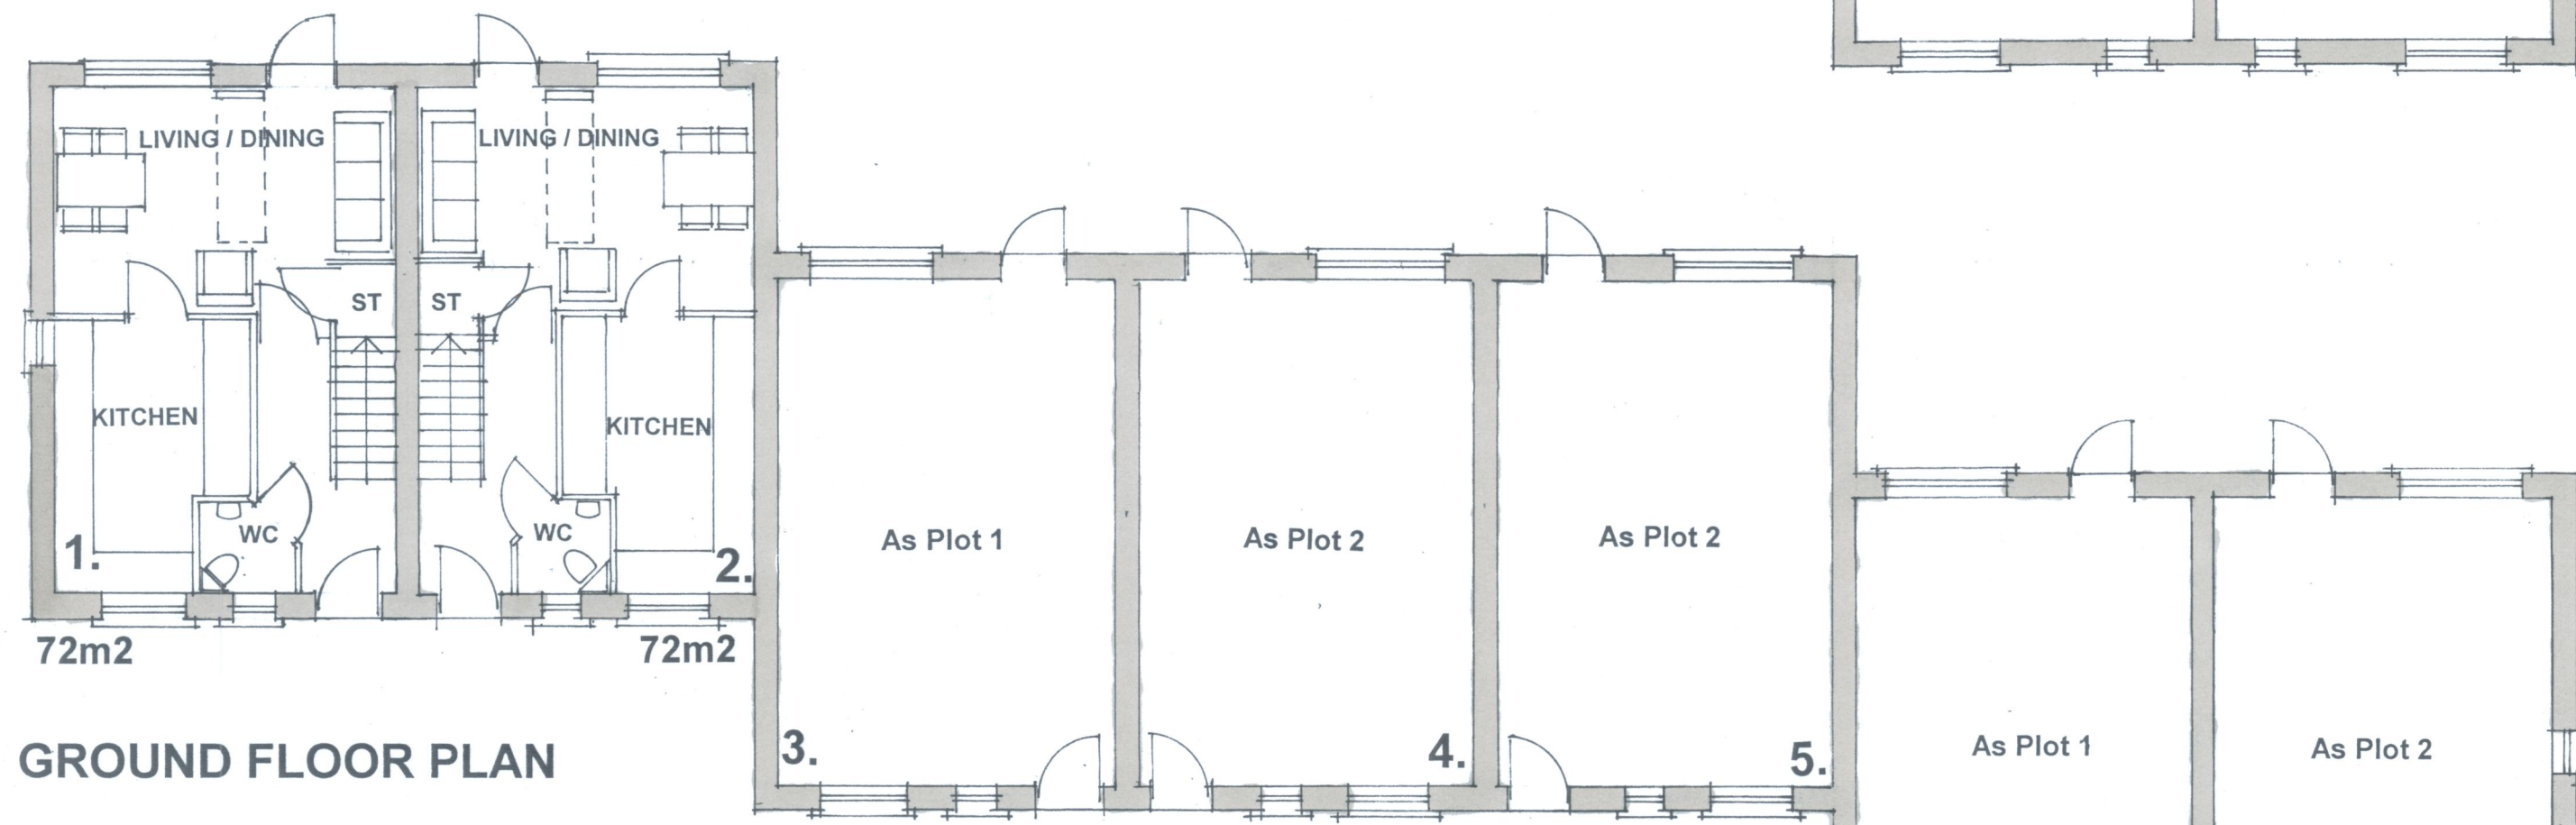 LIVING / DINING
LIVING / DINING
ST
ST
KITCHEN
KITCHEN
WC
WC
1.
2.
72m2
72m2
GROUND FLOOR PLAN
As Plot 1
3.
As Plot 2
4.
As Plot 2
5.
As Plot 1
As Plot 2